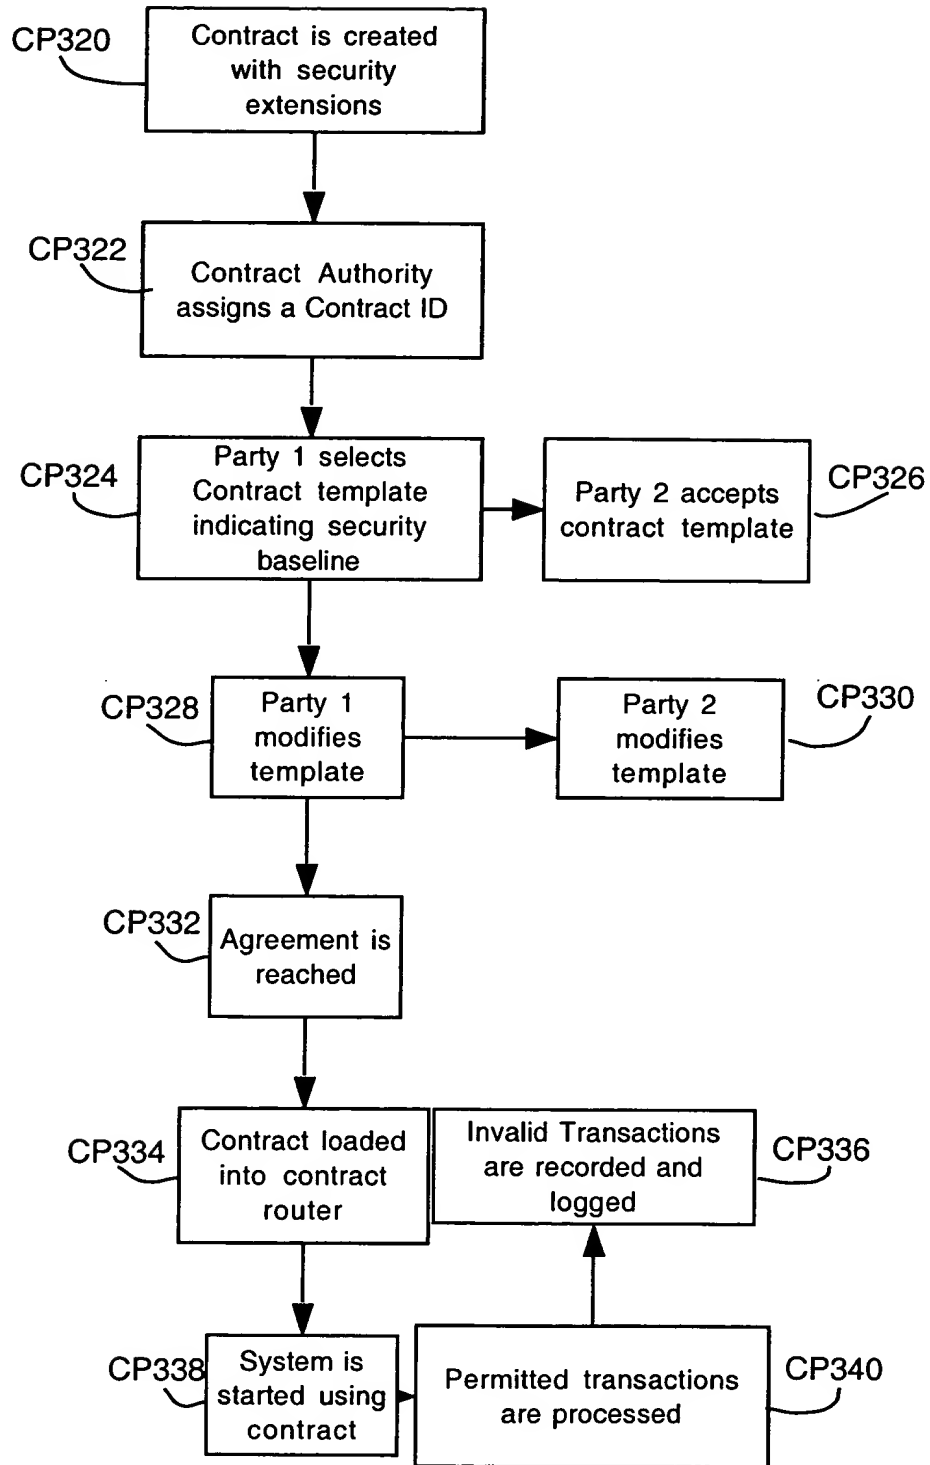 CP320
Contract is created
with security
extensions
CP322
Contract Authority
assigns a Contract ID
CP324
Party 1 selects
Contract template
indicating security
baseline
Party 2 accepts
contract template
CP326
CP328
Party 1
modifies
template
Party 2
modifies
template
CP330
CP332
Agreement is
reached
CP334
Contract loaded
into contract
router
Invalid Transactions
are recorded and
logged
CP336
CP338
System is
started using
contract
Permitted transactions
are processed
CP340